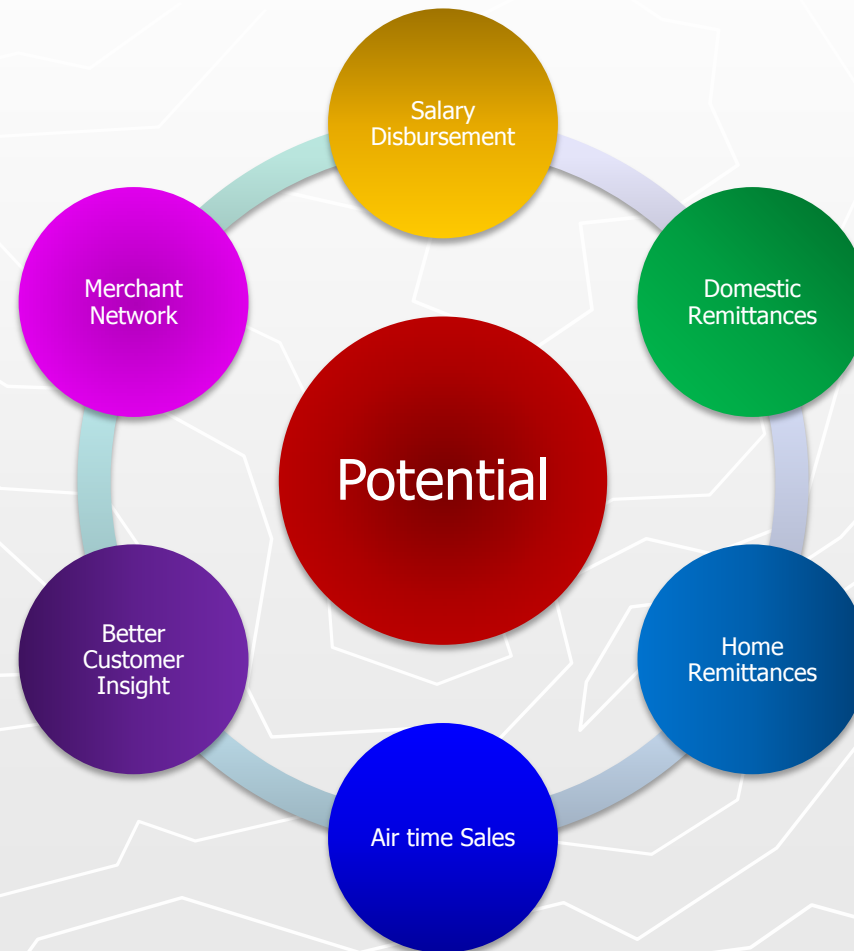 Salary
Disbursement
Domestic
Remittances
Home
Remittances
Air time Sales
Better
Customer
Insight
Merchant
Network
Potential